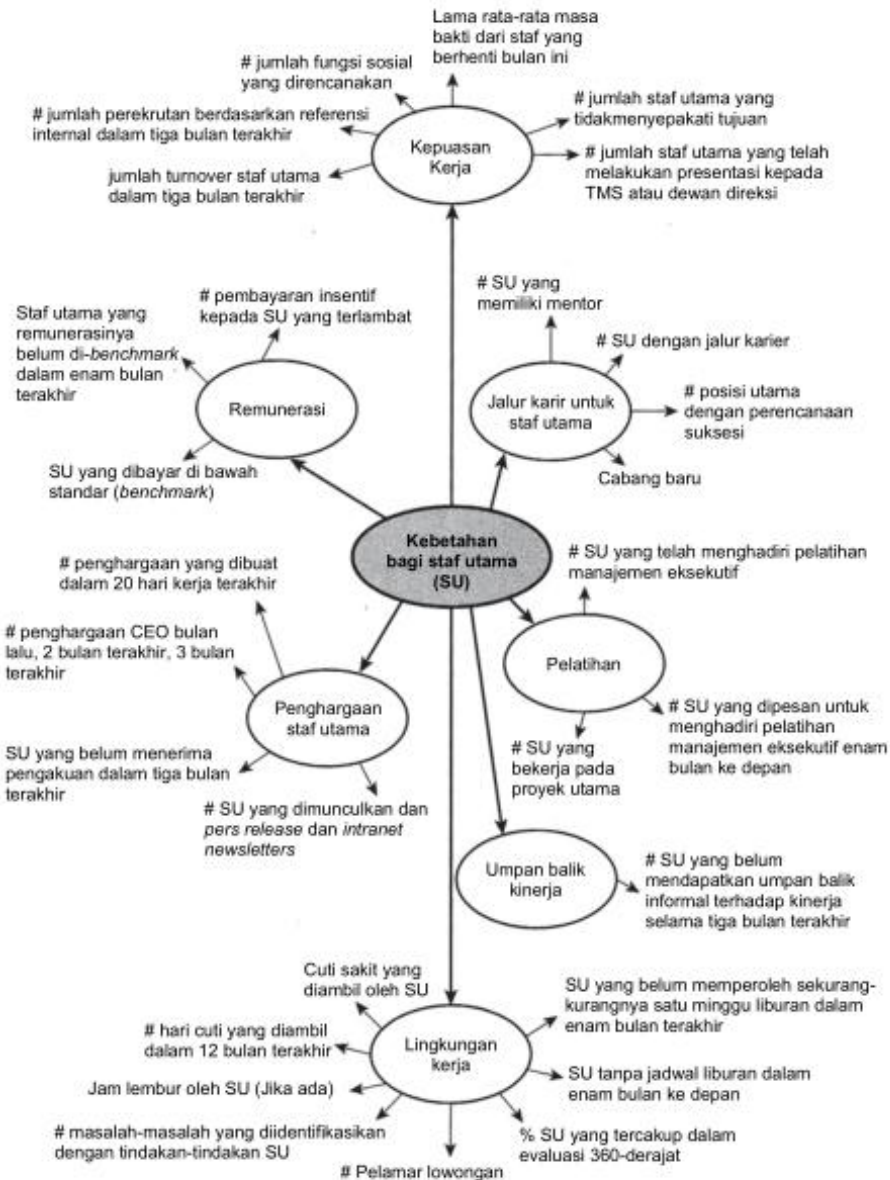 Lama rata-rata masa
bakti dari staf yang
berhenti bulan ini
# jumlah fungsi sosial
yang direncanakan
# jumlah perekrutan berdasarkan referensi
internal dalam tiga bulan terakhir
jumlah turnover staf utama
dalam tiga bulan terakhir
Kepuasan
Kerja
# jumlah staf utama yang
tidakmenyepakati tujuan
# jumlah staf utama yang telah
melakukan presentasi kepada
TMS atau dewan direksi
Staf utama yang
remunerasinya
belum di-benchmark
dalam enam bulan
terakhir
# pembayaran insentif
kepada SU yang terlambat
Remunerasi
SU yang dibayar di bawah
standar (benchmark)
# SU yang
memiliki mentor
# SU dengan jalur karier
Jalur karir untuk
staf utama
# posisi utama
dengan perencanaan
suksesi
Cabang baru
Kebetahan
bagi staf utama
(SU)
# penghargaan yang dibuat
dalam 20 hari kerja terakhir
# penghargaan CEO bulan
lalu, 2 bulan terakhir, 3 bulan
terakhir
Penghargaan
staf utama
SU yang belum menerima
pengakuan dalam tiga bulan
terakhir
# SU yang dimunculkan dan
pers release dan intranet
newsletters
# SU yang telah menghadiri pelatihan
manajemen eksekutif
Pelatihan
# SU yang
bekerja pada
proyek utama
# SU yang dipesan untuk
menghadiri pelatihan
manajemen eksekutif enam
bulan ke depan
Umpan balik
kinerja
# SU yang belum
mendapatkan umpan balik
informal terhadap kinerja
selama tiga bulan terakhir
Cuti sakit yang
diambil oleh SU
# hari cuti yang diambil
dalam 12 bulan terakhir
Jam lembur oleh SU (Jika ada)
# masalah-masalah yang diidentifikasikan
dengan tindakan-tindakan SU
Lingkungan
kerja
# Pelamar lowongan
SU yang belum memperoleh sekurang-
kurangnya satu minggu liburan dalam
enam bulan terakhir
SU tanpa jadwal liburan dalam
enam bulan ke depan
% SU yang tercakup dalam
evaluasi 360-derajat